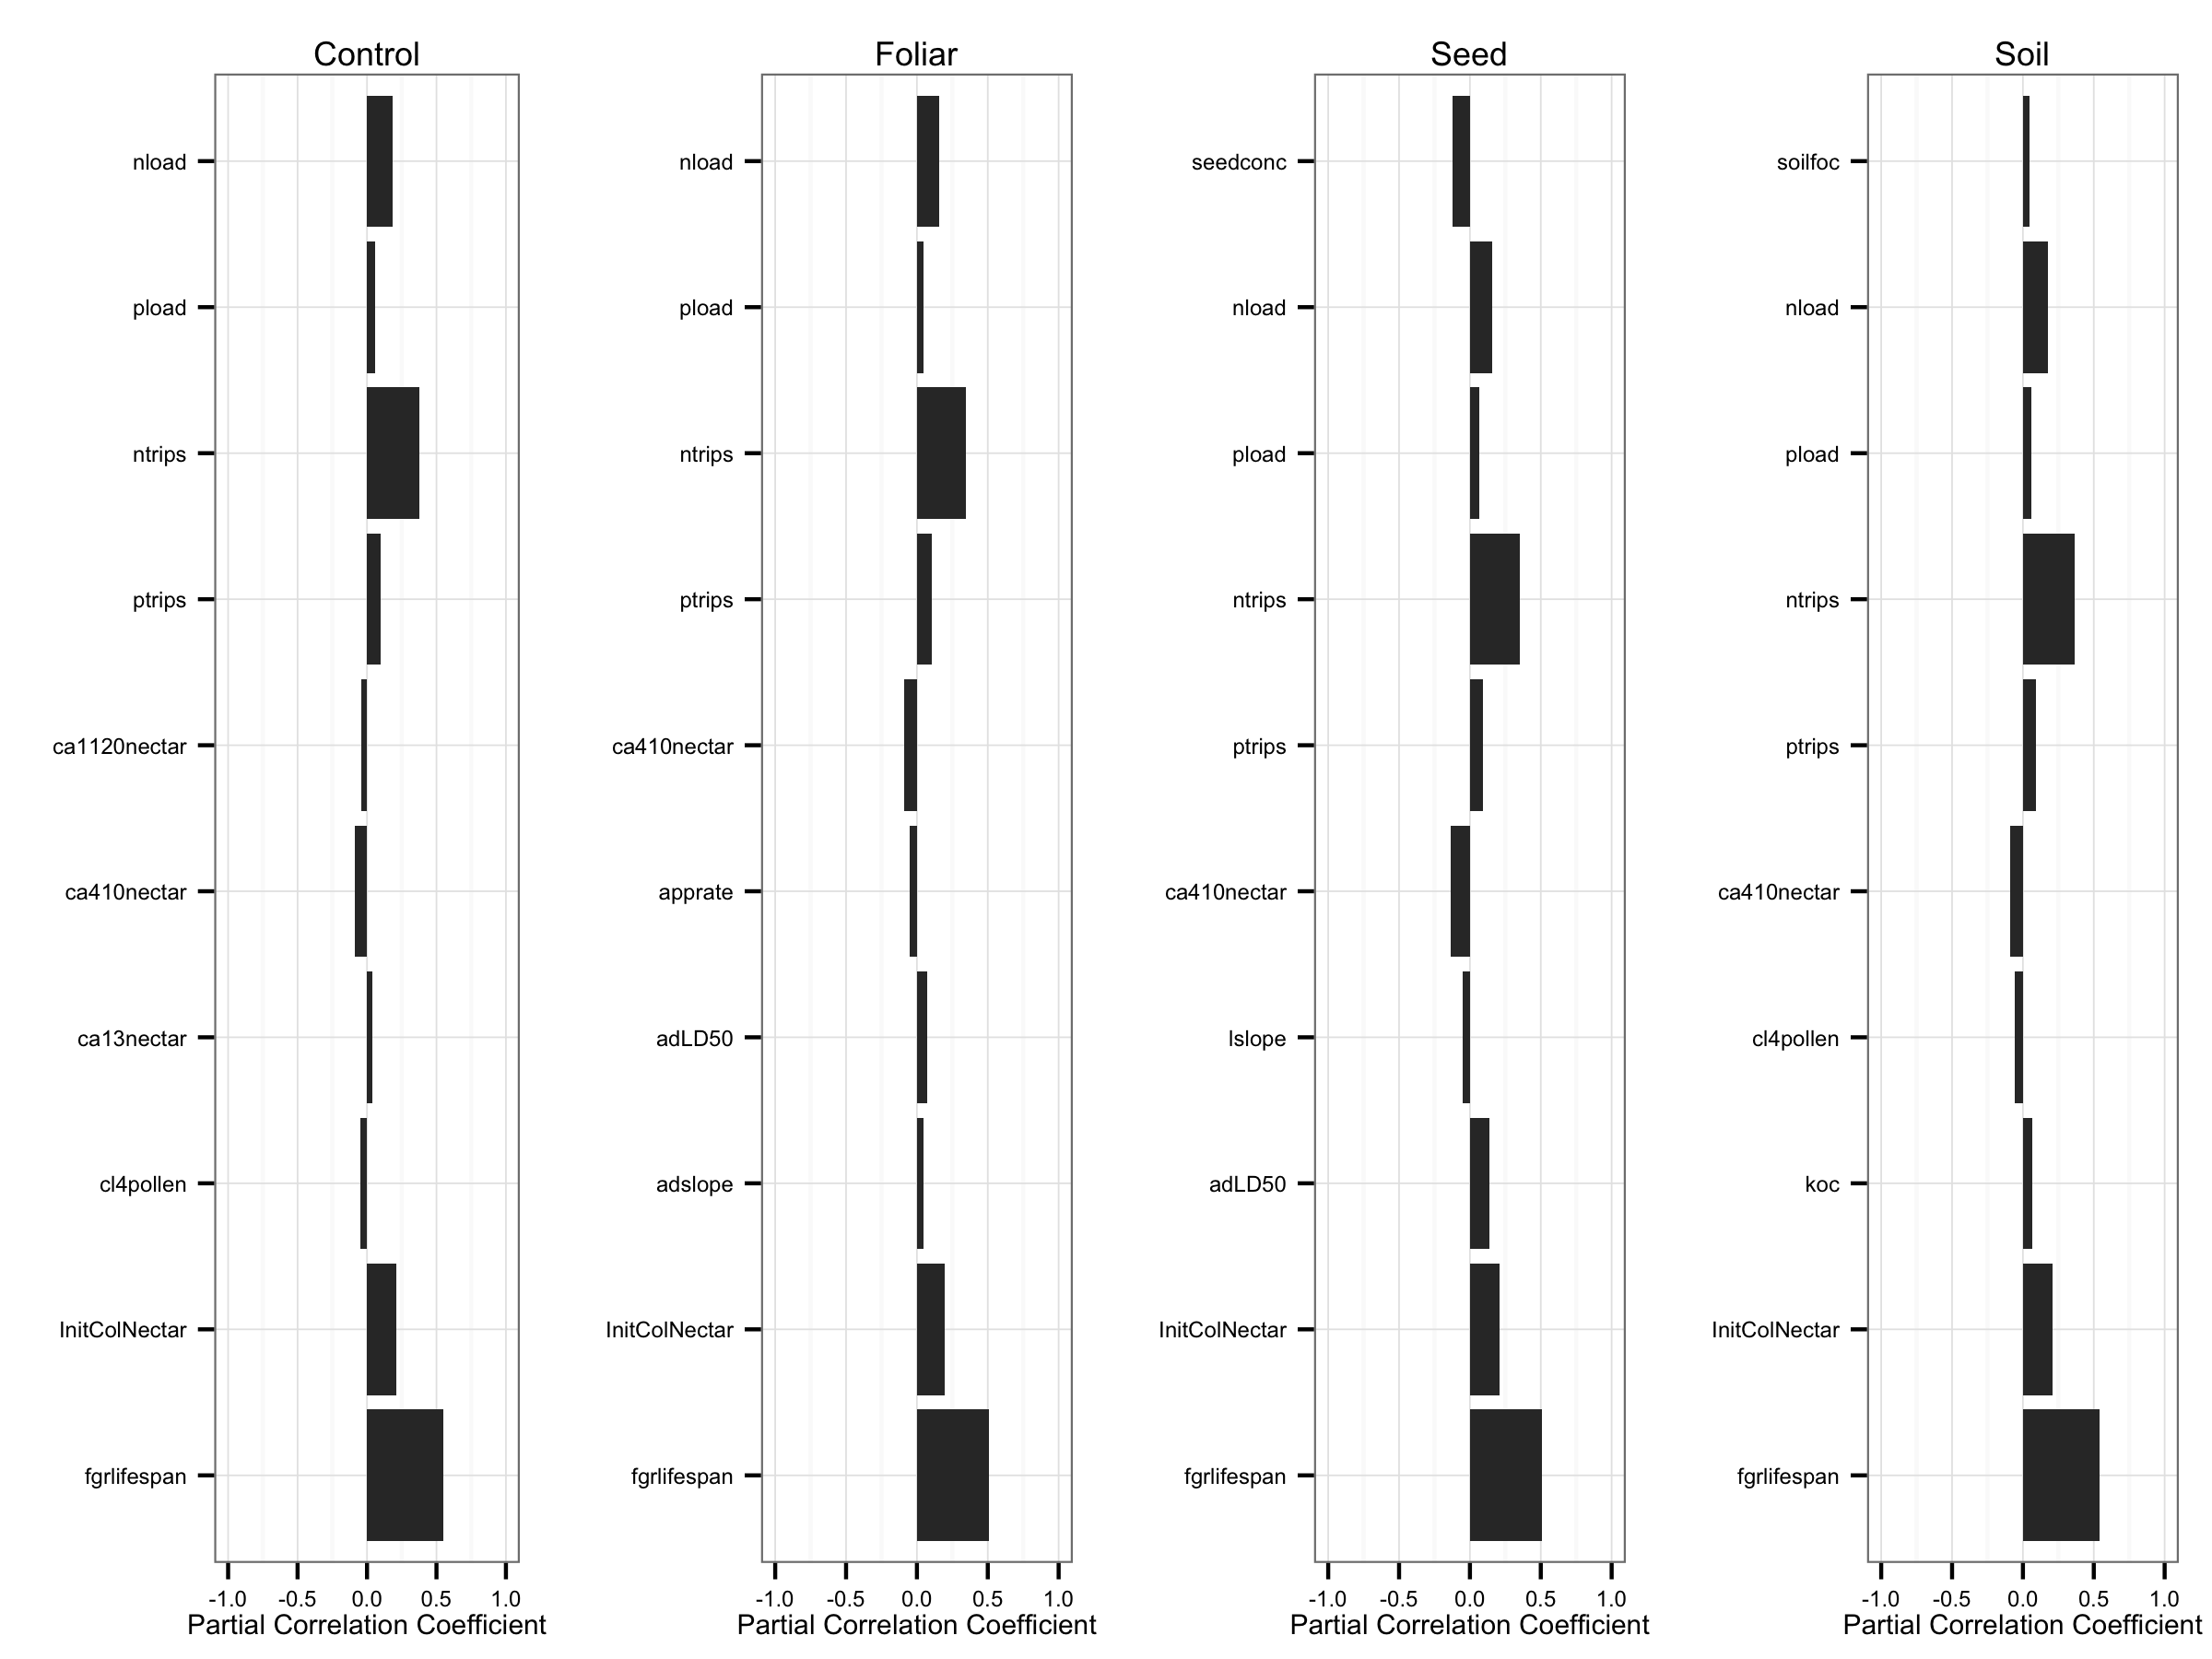 Control
nload
pload
ntrips
ptrips
ca1120nectar
ca410nectar
ca13nectar
cl4pollen
InitColNectar
fgrlifespan
-1.0 -0.5 0.0 0.5 1.0
Partial Correlation Coefficient
Foliar
nload
pload
ntrips
ptrips
ca410nectar
apprate
adLD50
adslope
InitColNectar
fgrlifespan
-1.0 -0.5 0.0 0.5 1.0
Partial Correlation Coefficient
Seed
seedconc
nload
pload
ntrips
ptrips
ca410nectar
lslope
adLD50
InitColNectar
fgrlifespan
-1.0 -0.5 0.0 0.5 1.0
Partial Correlation Coefficient
Soil
soilfoc
nload
pload
ntrips
ptrips
ca410nectar
cl4pollen
koc
InitColNectar
fgrlifespan
-1.0 -0.5 0.0 0.5 1.0
Partial Correlation Coefficient